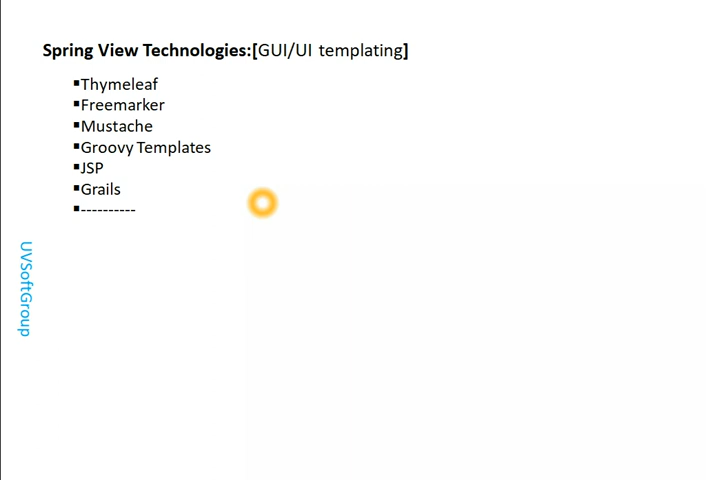 Spring View Technologies:[GUI/UI templating]
▪Thymeleaf
▪Freemarker
▪Mustache
▪Groovy Templates
▪JSP
▪Grails
▪----------
UVSoftGroup